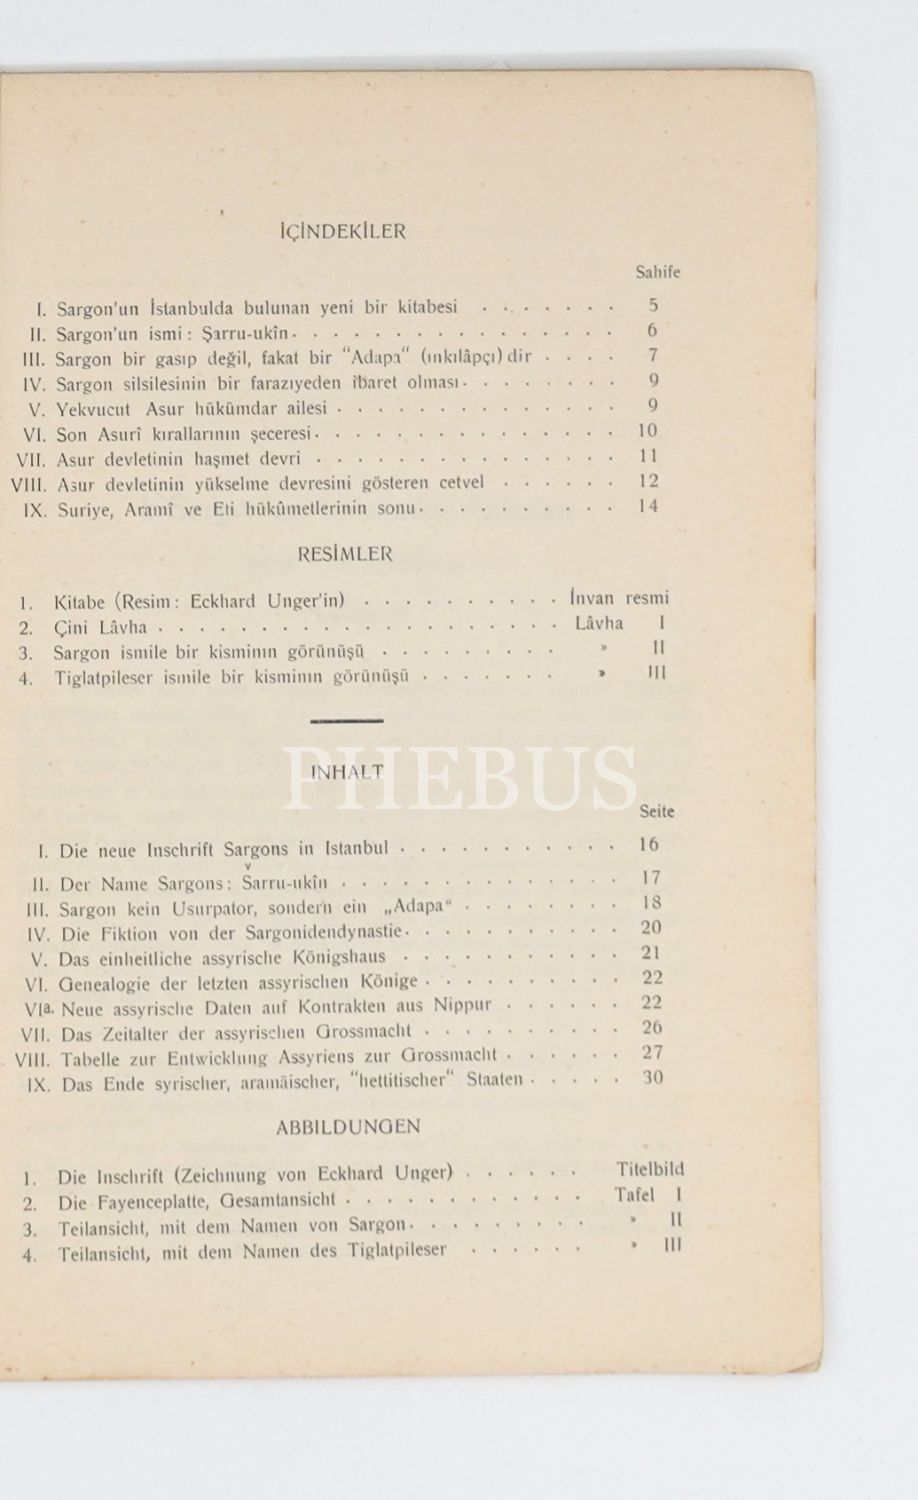 İÇİNDEKİLER
Sahife
I. Sargon'un İstanbulda bulunan yeni bir kitabesi . . . . . . . 5
II. Sargon'un ismi : Şarru-ukîn . . . . . . . . . . . . . . . . 6
III. Sargon bir gasıp değil, fakat bir "Adapa" (inkılâpçı) dir . . . . 7
IV. Sargon silsilesinin bir faraziyeden ibaret olması . . . . . . . . 9
V. Yekvucut Asur hükümdar ailesi . . . . . . . . . . . . . . 9
VI. Son Asurî kırallarının şeceresi . . . . . . . . . . . . . . . 10
VII. Asur devletinin haşmet devri . . . . . . . . . . . . . . . 11
VIII. Asur devletinin yükselme devresini gösteren cetvel . . . . . . 12
IX. Suriye, Aramî ve Eti hükûmetlerinin sonu . . . . . . . . . . 14
RESİMLER
1. Kitabe (Resim : Eckhard Unger'in) . . . . . . . . . . İnvan resmi
2. Çini Lâvha . . . . . . . . . . . . . . . . . . . . Lâvha I
3. Sargon ismile bir kisminin görünüşü . . . . . . . . . » II
4. Tiglatpileser ismile bir kisminin görünüşü . . . . . . . » III
PHEBUS
INHALT
Seite
I. Die neue Inschrift Sargons in Istanbul . . . . . . . . . . . 16
II. Der Name Sargons : Šarru-ukîn . . . . . . . . . . . . . . 17
III. Sargon kein Usurpator, sondern ein „Adapa" . . . . . . . . 18
IV. Die Fiktion von der Sargonidendynastie . . . . . . . . . . . 20
V. Das einheitliche assyrische Königshaus . . . . . . . . . . . 21
VI. Genealogie der letzten assyrischen Könige . . . . . . . . . . 22
VIa. Neue assyrische Daten auf Kontrakten aus Nippur . . . . . . 22
VII. Das Zeitalter der assyrischen Grossmacht . . . . . . . . . . 26
VIII. Tabelle zur Entwicklung Assyriens zur Grossmacht . . . . . . 27
IX. Das Ende syrischer, aramäischer, "hettitischer" Staaten . . . . . 30
ABBILDUNGEN
1. Die Inschrift (Zeichnung von Eckhard Unger) . . . . . . Titelbild
2. Die Fayenceplatte, Gesamtansicht . . . . . . . . . . . . Tafel I
3. Teilansicht, mit dem Namen von Sargon . . . . . . . . . » II
4. Teilansicht, mit dem Namen des Tiglatpileser . . . . . . » III